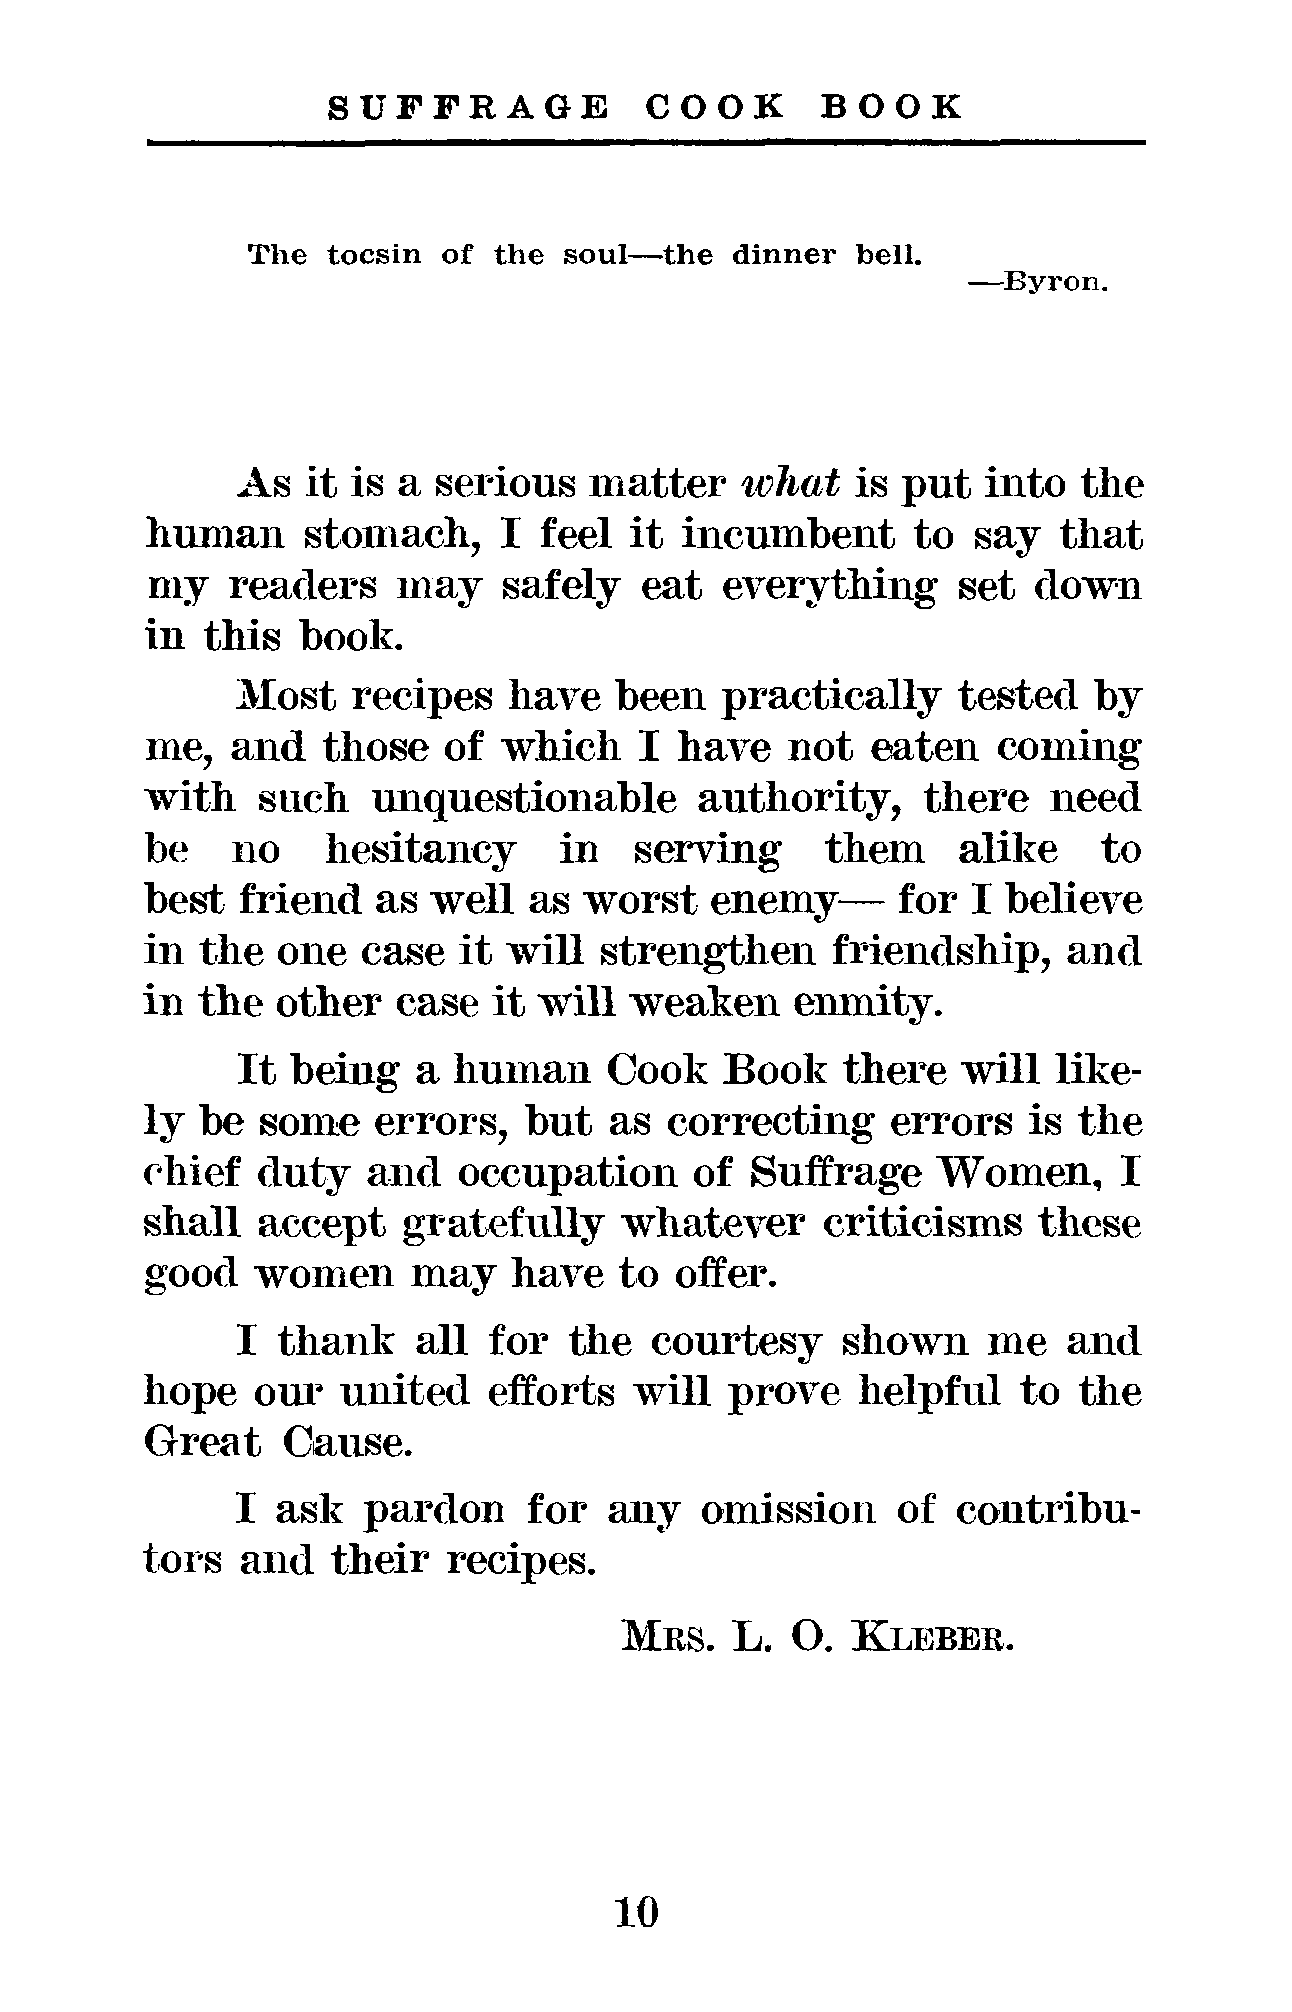 SUFFRAGE COOK BOOK
The tocsin of the soul—the dinner bell.
—Byron.
As it is a serious matter what is put into the
human stomach, I feel it incumbent to say that
my readers may safely eat everything set down
in this book.
Most recipes have been practically tested by
me, and those of which I have not eaten coming
with such unquestionable authority, there need
be no hesitancy in serving them alike to
best friend as well as worst enemy— for I believe
in the one case it will strengthen friendship, and
in the other case it will weaken enmity.
It being a human Cook Book there will like-
ly be some errors, but as correcting errors is the
chief duty and occupation of Suffrage Women, I
shall accept gratefully whatever criticisms these
good women may have to offer.
I thank all for the courtesy shown me and
hope our united efforts will prove helpful to the
Great Cause.
I ask pardon for any omission of contribu-
tors and their recipes.
MRS. L. O. KLEBER.
10